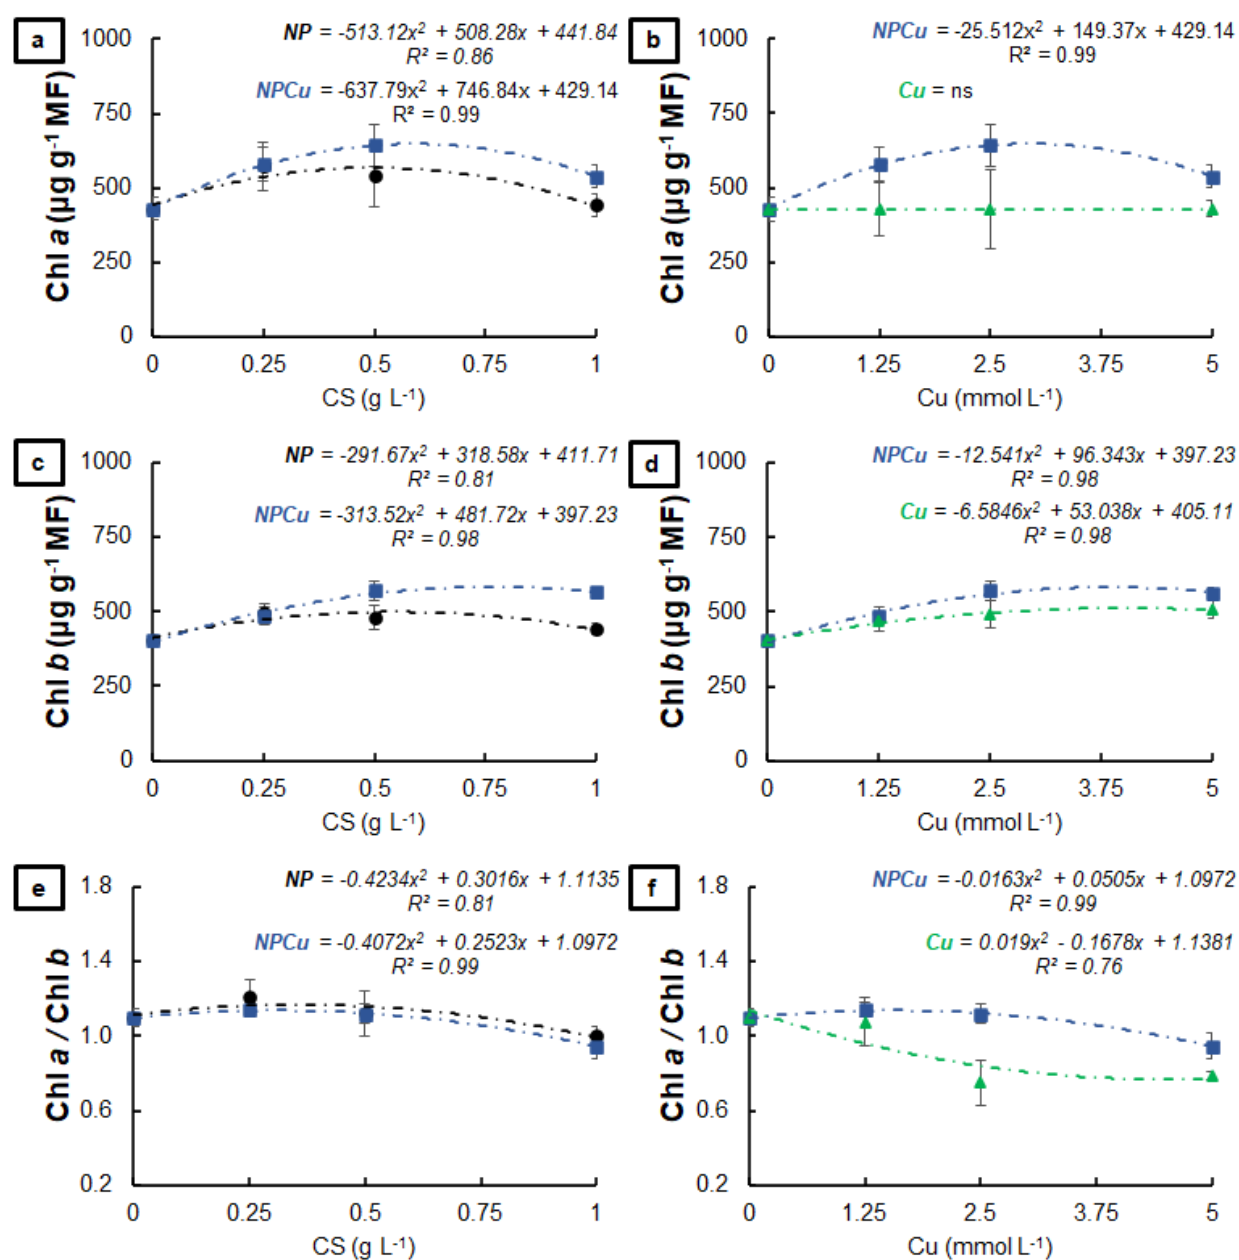 a
NP = -513.12x² + 508.28x + 441.84
R² = 0.86
NPCu = -637.79x² + 746.84x + 429.14
R² = 0.99
Chl a (µg g⁻¹ MF)
1000
750
500
250
0
0 0.25 0.5 0.75 1
CS (g L⁻¹)
b
NPCu = -25.512x² + 149.37x + 429.14
R² = 0.99
Cu = ns
Chl a (µg g⁻¹ MF)
1000
750
500
250
0
0 1.25 2.5 3.75 5
Cu (mmol L⁻¹)
c
NP = -291.67x² + 318.58x + 411.71
R² = 0.81
NPCu = -313.52x² + 481.72x + 397.23
R² = 0.98
Chl b (µg g⁻¹ MF)
1000
750
500
250
0
0 0.25 0.5 0.75 1
CS (g L⁻¹)
d
NPCu = -12.541x² + 96.343x + 397.23
R² = 0.98
Cu = -6.5846x² + 53.038x + 405.11
R² = 0.98
Chl b (µg g⁻¹ MF)
1000
750
500
250
0
0 1.25 2.5 3.75 5
Cu (mmol L⁻¹)
e
NP = -0.4234x² + 0.3016x + 1.1135
R² = 0.81
NPCu = -0.4072x² + 0.2523x + 1.0972
R² = 0.99
Chl a / Chl b
1.8
1.4
1.0
0.6
0.2
0 0.25 0.5 0.75 1
CS (g L⁻¹)
f
NPCu = -0.0163x² + 0.0505x + 1.0972
R² = 0.99
Cu = 0.019x² - 0.1678x + 1.1381
R² = 0.76
Chl a / Chl b
1.8
1.4
1.0
0.6
0.2
0 1.25 2.5 3.75 5
Cu (mmol L⁻¹)